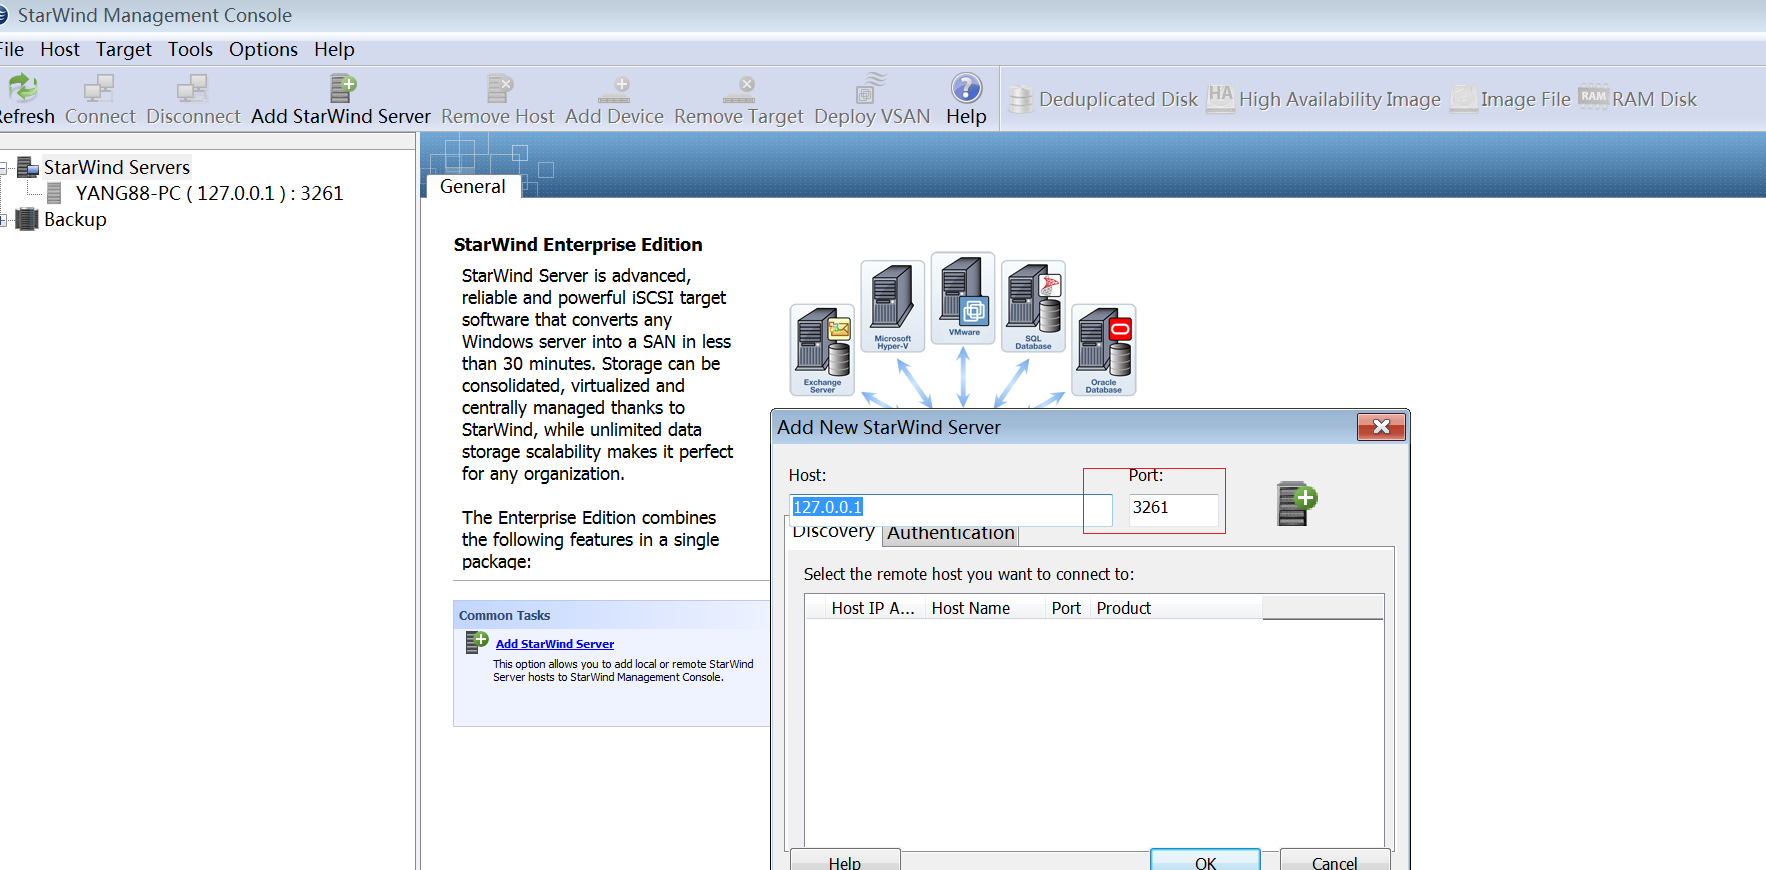 StarWind Management Console
File Host Target Tools Options Help
Refresh Connect Disconnect Add StarWind Server Remove Host Add Device Remove Target Deploy VSAN Help Deduplicated Disk HA High Availability Image Image File RAM RAM Disk
StarWind Servers
YANG88-PC ( 127.0.0.1 ) : 3261
Backup
General
StarWind Enterprise Edition
StarWind Server is advanced,
reliable and powerful iSCSI target
software that converts any
Windows server into a SAN in less
than 30 minutes. Storage can be
consolidated, virtualized and
centrally managed thanks to
StarWind, while unlimited data
storage scalability makes it perfect
for any organization.
The Enterprise Edition combines
the following features in a single
package:
Exchange
Server
Microsoft
Hyper-V
VMware
SQL
Database
Oracle
Database
Common Tasks
Add StarWind Server
This option allows you to add local or remote StarWind
Server hosts to StarWind Management Console.
Add New StarWind Server
Host: Port:
127.0.0.1 3261
Discovery Authentication
Select the remote host you want to connect to:
Host IP A... Host Name Port Product
Help OK Cancel